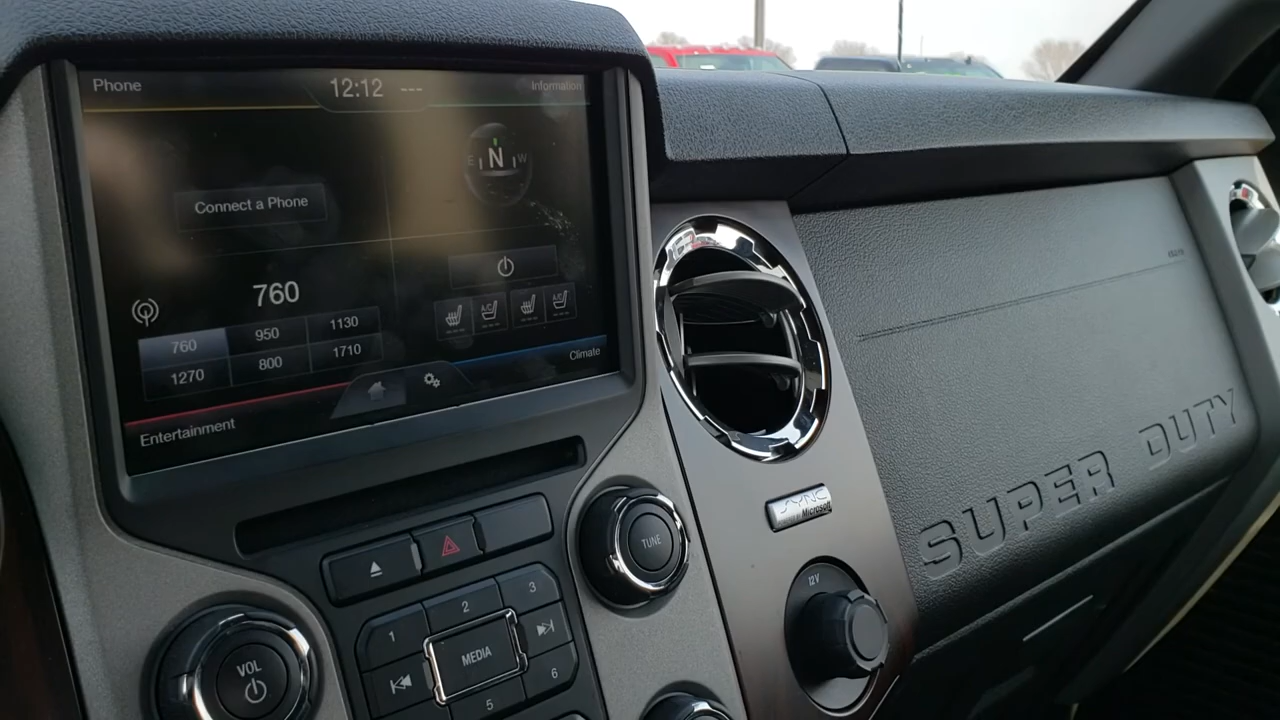 Phone
12:12 ---
Information
E N W
Connect a Phone
760
760 950 1130
1270 800 1710
A/C A/C
Climate
Entertainment
SUPER DUTY
SYNC
Microsoft
TUNE
12V
VOL
1 2 3
MEDIA
5 6